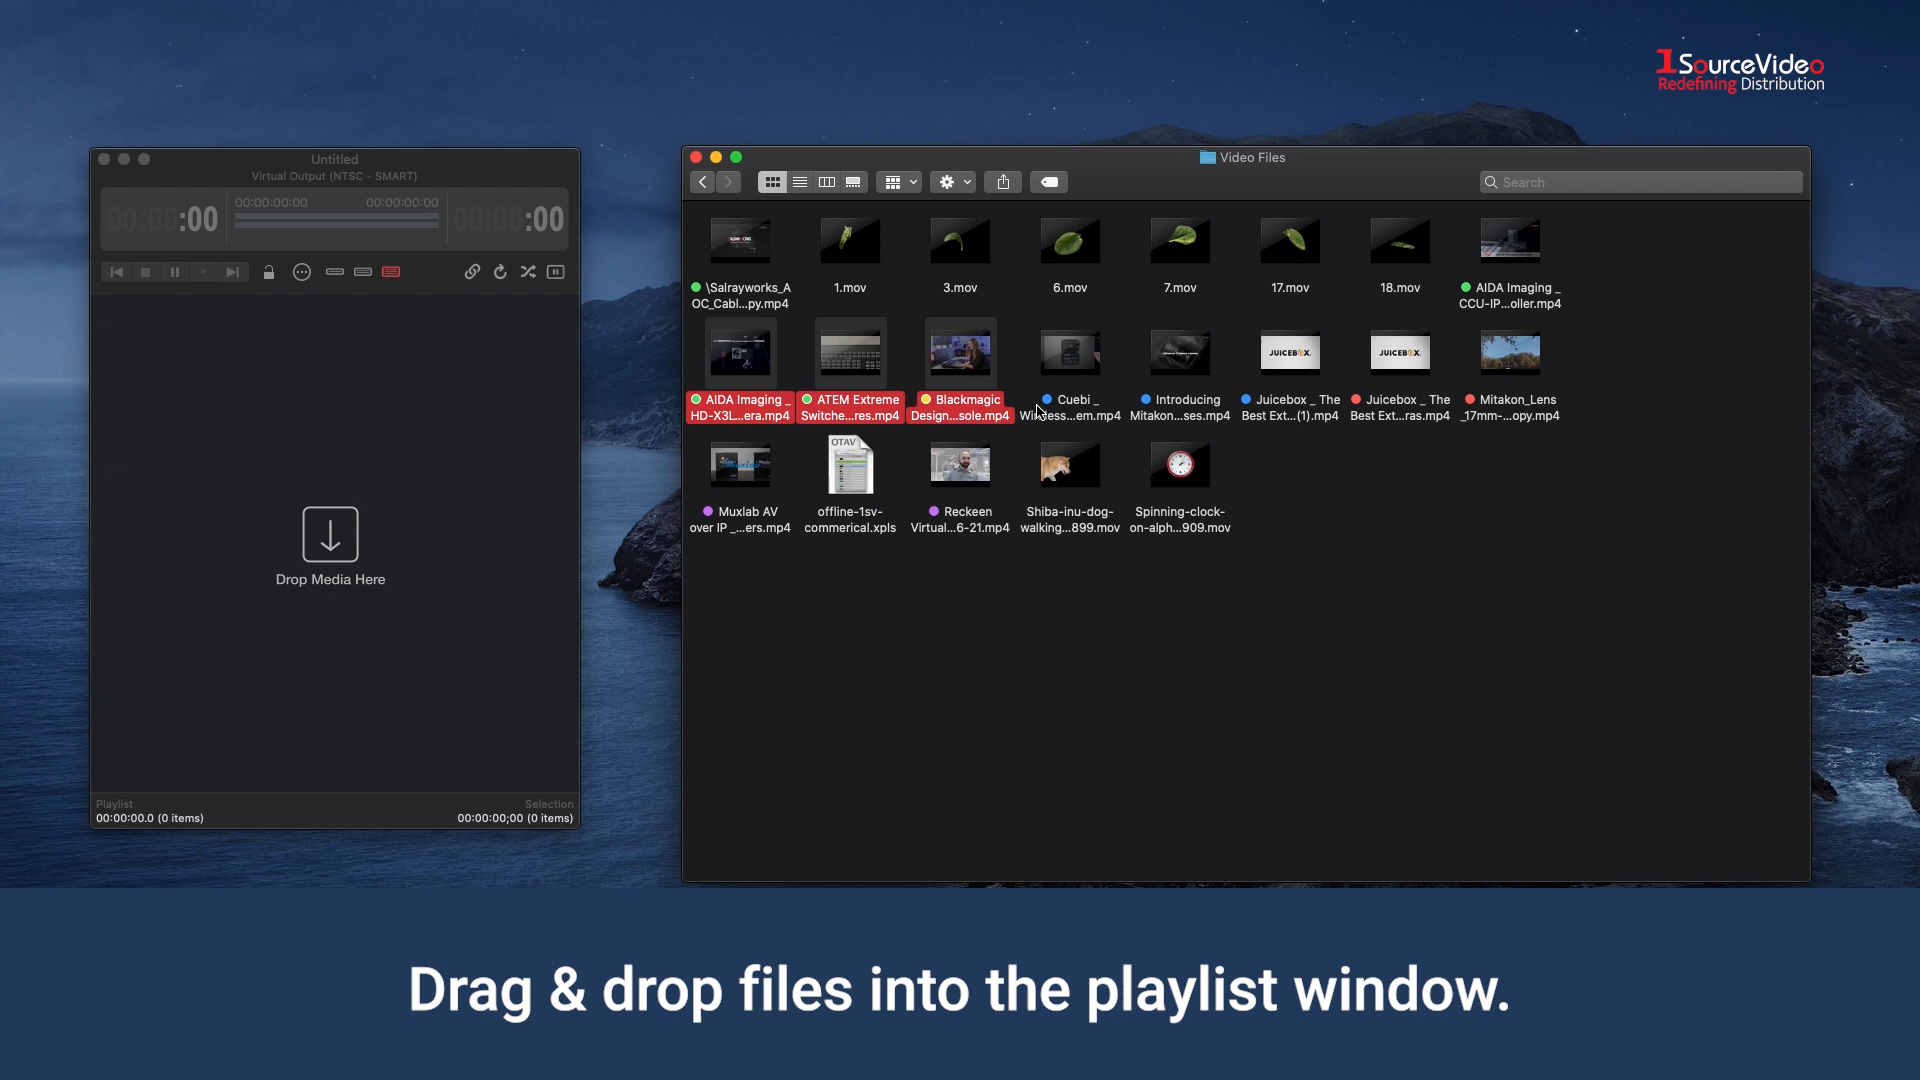 1SourceVideo
Redefining Distribution
Untitled
Virtual Output (NTSC - SMART)
00:00:00
00:00:00:00
00:00:00:00
00:00:00
Drop Media Here
Playlist
00:00:00.0 (0 items)
Selection
00:00:00;00 (0 items)
Video Files
Search
\Salrayworks_A
OC_Cabl...py.mp4
1.mov
3.mov
6.mov
7.mov
17.mov
18.mov
AIDA Imaging _
CCU-IP...oller.mp4
AIDA Imaging _
HD-X3L...era.mp4
ATEM Extreme
Switche...res.mp4
Blackmagic
Design...sole.mp4
Cuebi _
Wireless...em.mp4
Introducing
Mitakon...ses.mp4
JUICEBOX.
Juicebox _ The
Best Ext...(1).mp4
JUICEBOX.
Juicebox _ The
Best Ext...ras.mp4
Mitakon_Lens
_17mm-...opy.mp4
Muxlab AV
over IP _...ers.mp4
OTAV
offline-1sv-
commerical.xpls
Reckeen
Virtual...6-21.mp4
Shiba-inu-dog-
walking...899.mov
Spinning-clock-
on-alph...909.mov
Drag & drop files into the playlist window.